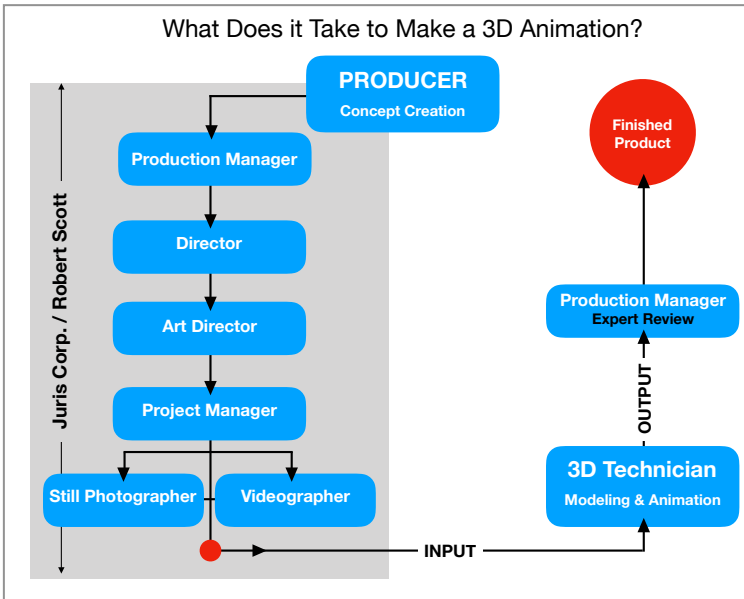 What Does it Take to Make a 3D Animation?
PRODUCER
Concept Creation
Production Manager
Director
Art Director
Project Manager
Still Photographer
Videographer
Juris Corp. / Robert Scott
INPUT
3D Technician
Modeling & Animation
OUTPUT
Production Manager
Expert Review
Finished
Product